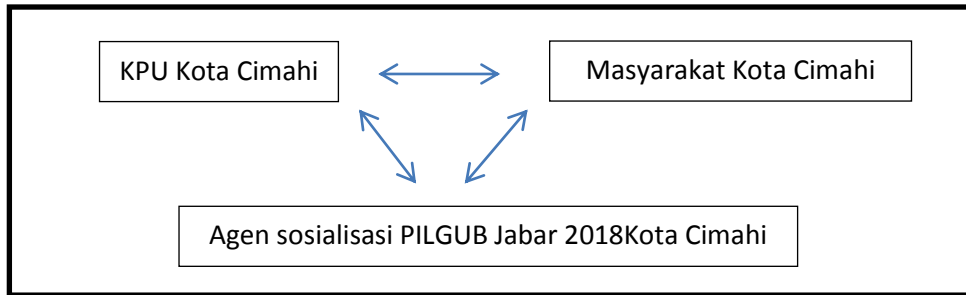 KPU Kota Cimahi
Masyarakat Kota Cimahi
Agen sosialisasi PILGUB Jabar 2018Kota Cimahi